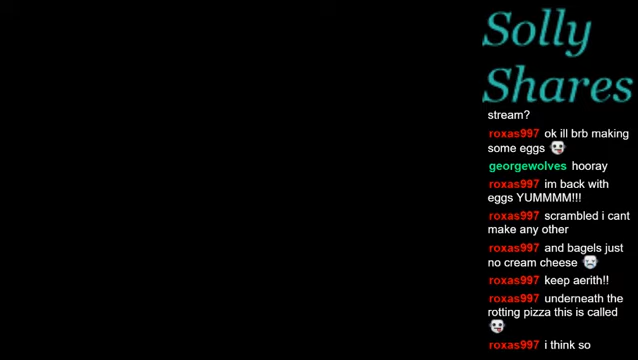 Solly
Shares
stream?
roxas997 ok ill brb making
some eggs
georgewolves hooray
roxas997 im back with
eggs YUMMMM!!!
roxas997 scrambled i cant
make any other
roxas997 and bagels just
no cream cheese
roxas997 keep aerith!!
roxas997 underneath the
rotting pizza this is called
roxas997 i think so